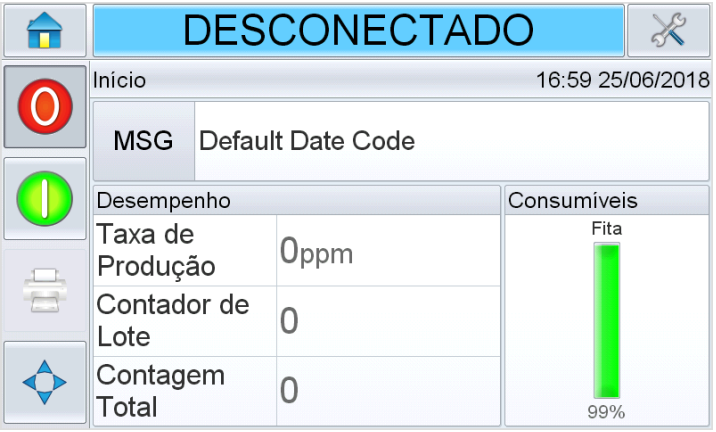 DESCONECTADO
Início 16:59 25/06/2018
MSG Default Date Code
Desempenho
Taxa de
Produção
0ppm
Contador de
Lote
0
Contagem
Total
0
Consumíveis
Fita
99%